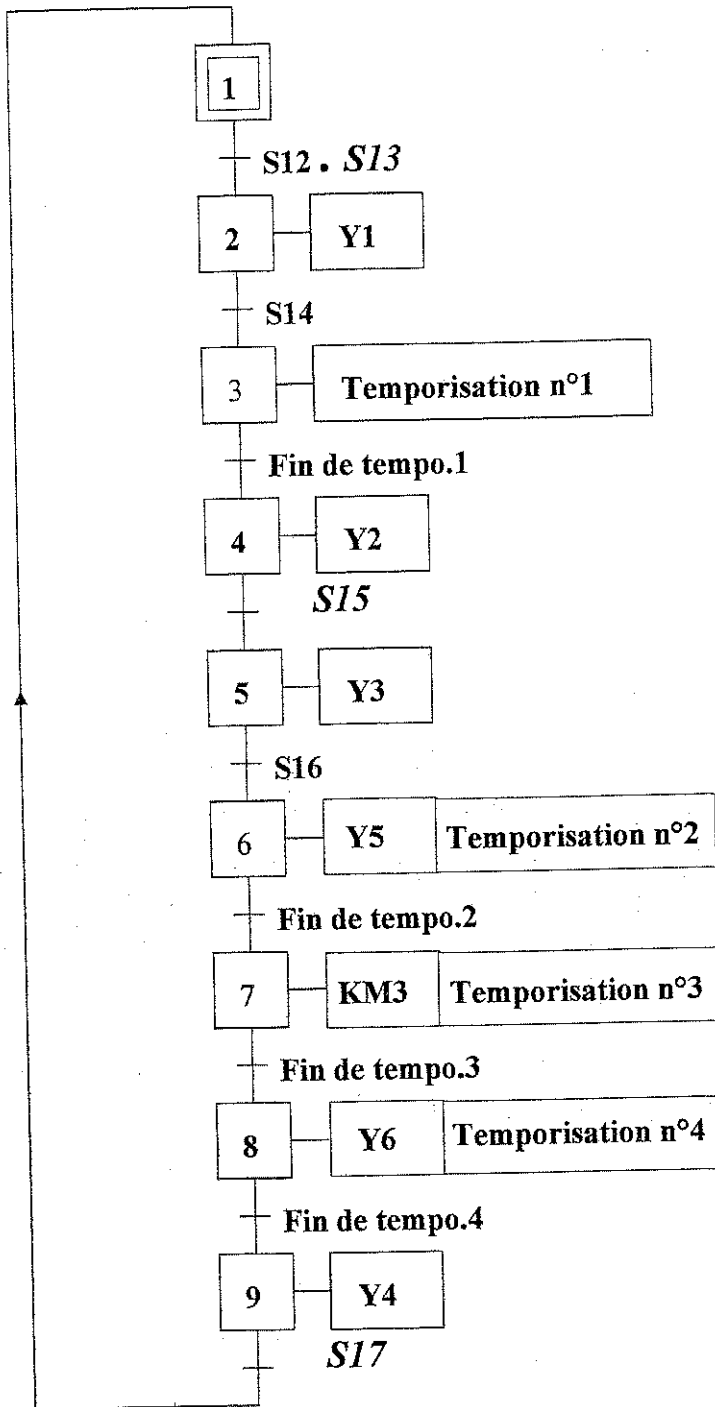 1
S12 . S13
2 Y1
S14
3 Temporisation n°1
Fin de tempo.1
4 Y2
S15
5 Y3
S16
6 Y5 Temporisation n°2
Fin de tempo.2
7 KM3 Temporisation n°3
Fin de tempo.3
8 Y6 Temporisation n°4
Fin de tempo.4
9 Y4
S17